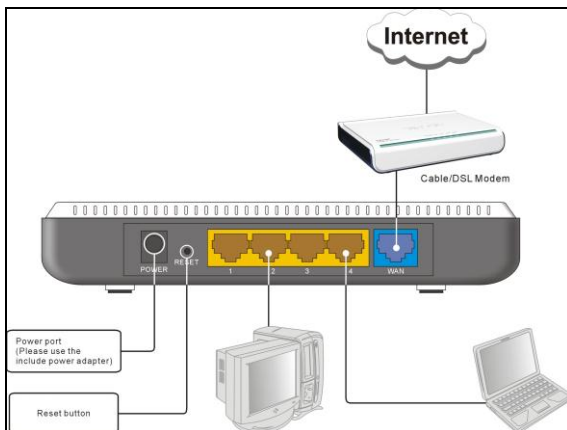 Internet
Cable/DSL Modem
POWER
RESET
1
2
3
4
WAN
Power port
(Please use the
include power adapter)
Reset button